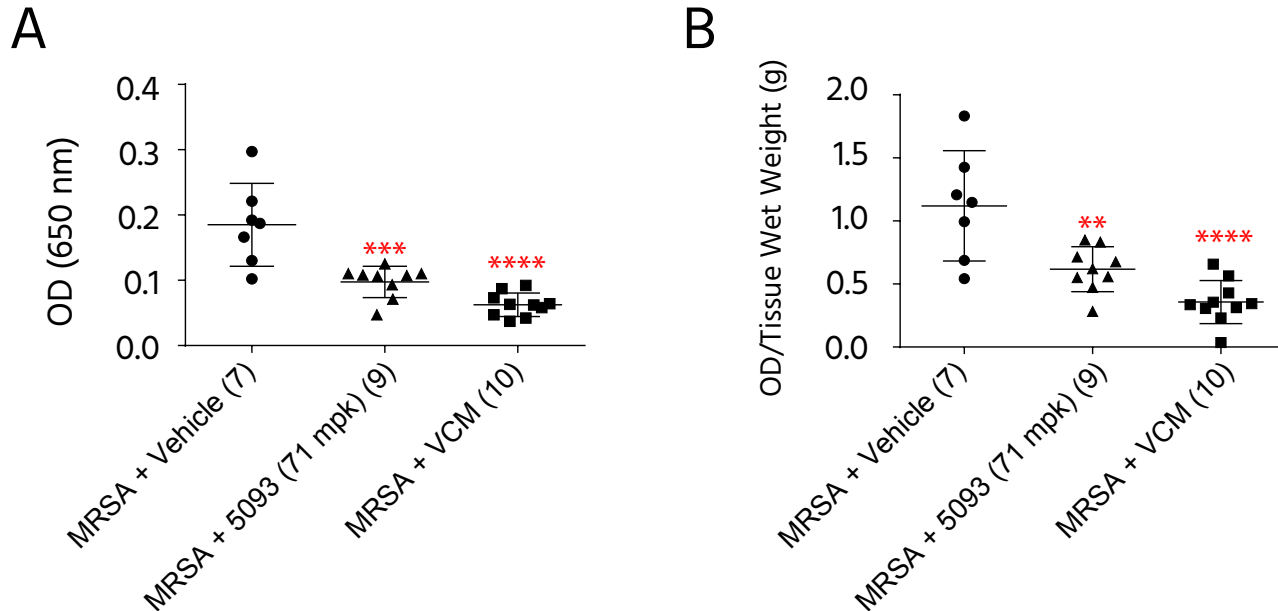 A
OD (650 nm)
0.4
0.3
0.2
0.1
0.0
***
****
MRSA + Vehicle (7)
MRSA + 5093 (71 mpk) (9)
MRSA + VCM (10)
B
OD/Tissue Wet Weight (g)
2.0
1.5
1.0
0.5
0.0
**
****
MRSA + Vehicle (7)
MRSA + 5093 (71 mpk) (9)
MRSA + VCM (10)